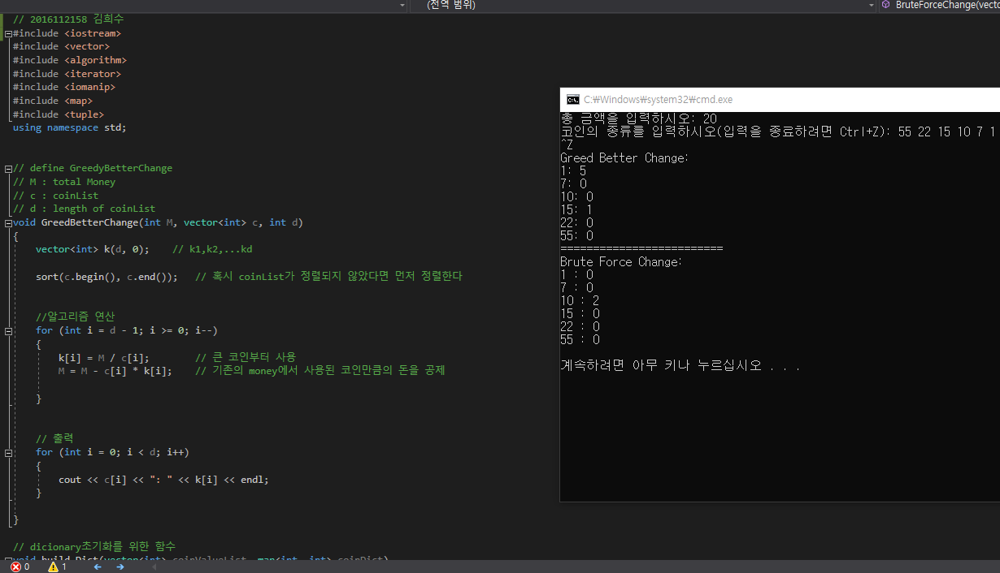 (전역 범위)
BruteForceChange(vecto
// 2016112158 김희수
#include <iostream>
#include <vector>
#include <algorithm>
#include <iterator>
#include <iomanip>
#include <map>
#include <tuple>
using namespace std;
// define GreedyBetterChange
// M : total Money
// c : coinList
// d : length of coinList
void GreedBetterChange(int M, vector<int> c, int d)
{
vector<int> k(d, 0); // k1,k2,...kd
sort(c.begin(), c.end()); // 혹시 coinList가 정렬되지 않았다면 먼저 정렬한다
//알고리즘 연산
for (int i = d - 1; i >= 0; i--)
{
k[i] = M / c[i]; // 큰 코인부터 사용
M = M - c[i] * k[i]; // 기존의 money에서 사용된 코인만큼의 돈을 공제
}
// 출력
for (int i = 0; i < d; i++)
{
cout << c[i] << ": " << k[i] << endl;
}
}
// dicionary초기화를 위한 함수
void build_Dict(vector<int> coinValueList, map<int, int> coinDict)
0 1
C:₩Windows₩system32₩cmd.exe
총 금액을 입력하시오: 20
코인의 종류를 입력하시오(입력을 종료하려면 Ctrl+Z): 55 22 15 10 7 1
^Z
Greed Better Change:
1: 5
7: 0
10: 0
15: 1
22: 0
55: 0
=========================
Brute Force Change:
1 : 0
7 : 0
10 : 2
15 : 0
22 : 0
55 : 0
계속하려면 아무 키나 누르십시오 . . .